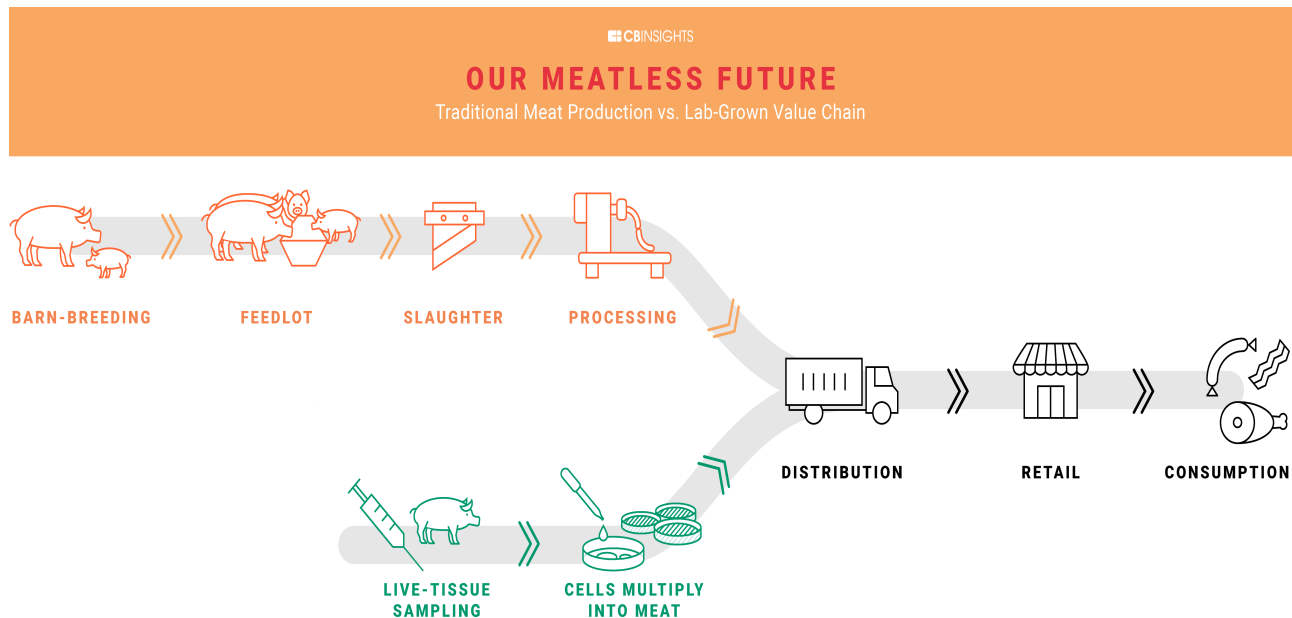 CBINSIGHTS
OUR MEATLESS FUTURE
Traditional Meat Production vs. Lab-Grown Value Chain
BARN-BREEDING
FEEDLOT
SLAUGHTER
PROCESSING
DISTRIBUTION
RETAIL
CONSUMPTION
LIVE-TISSUE
SAMPLING
CELLS MULTIPLY
INTO MEAT